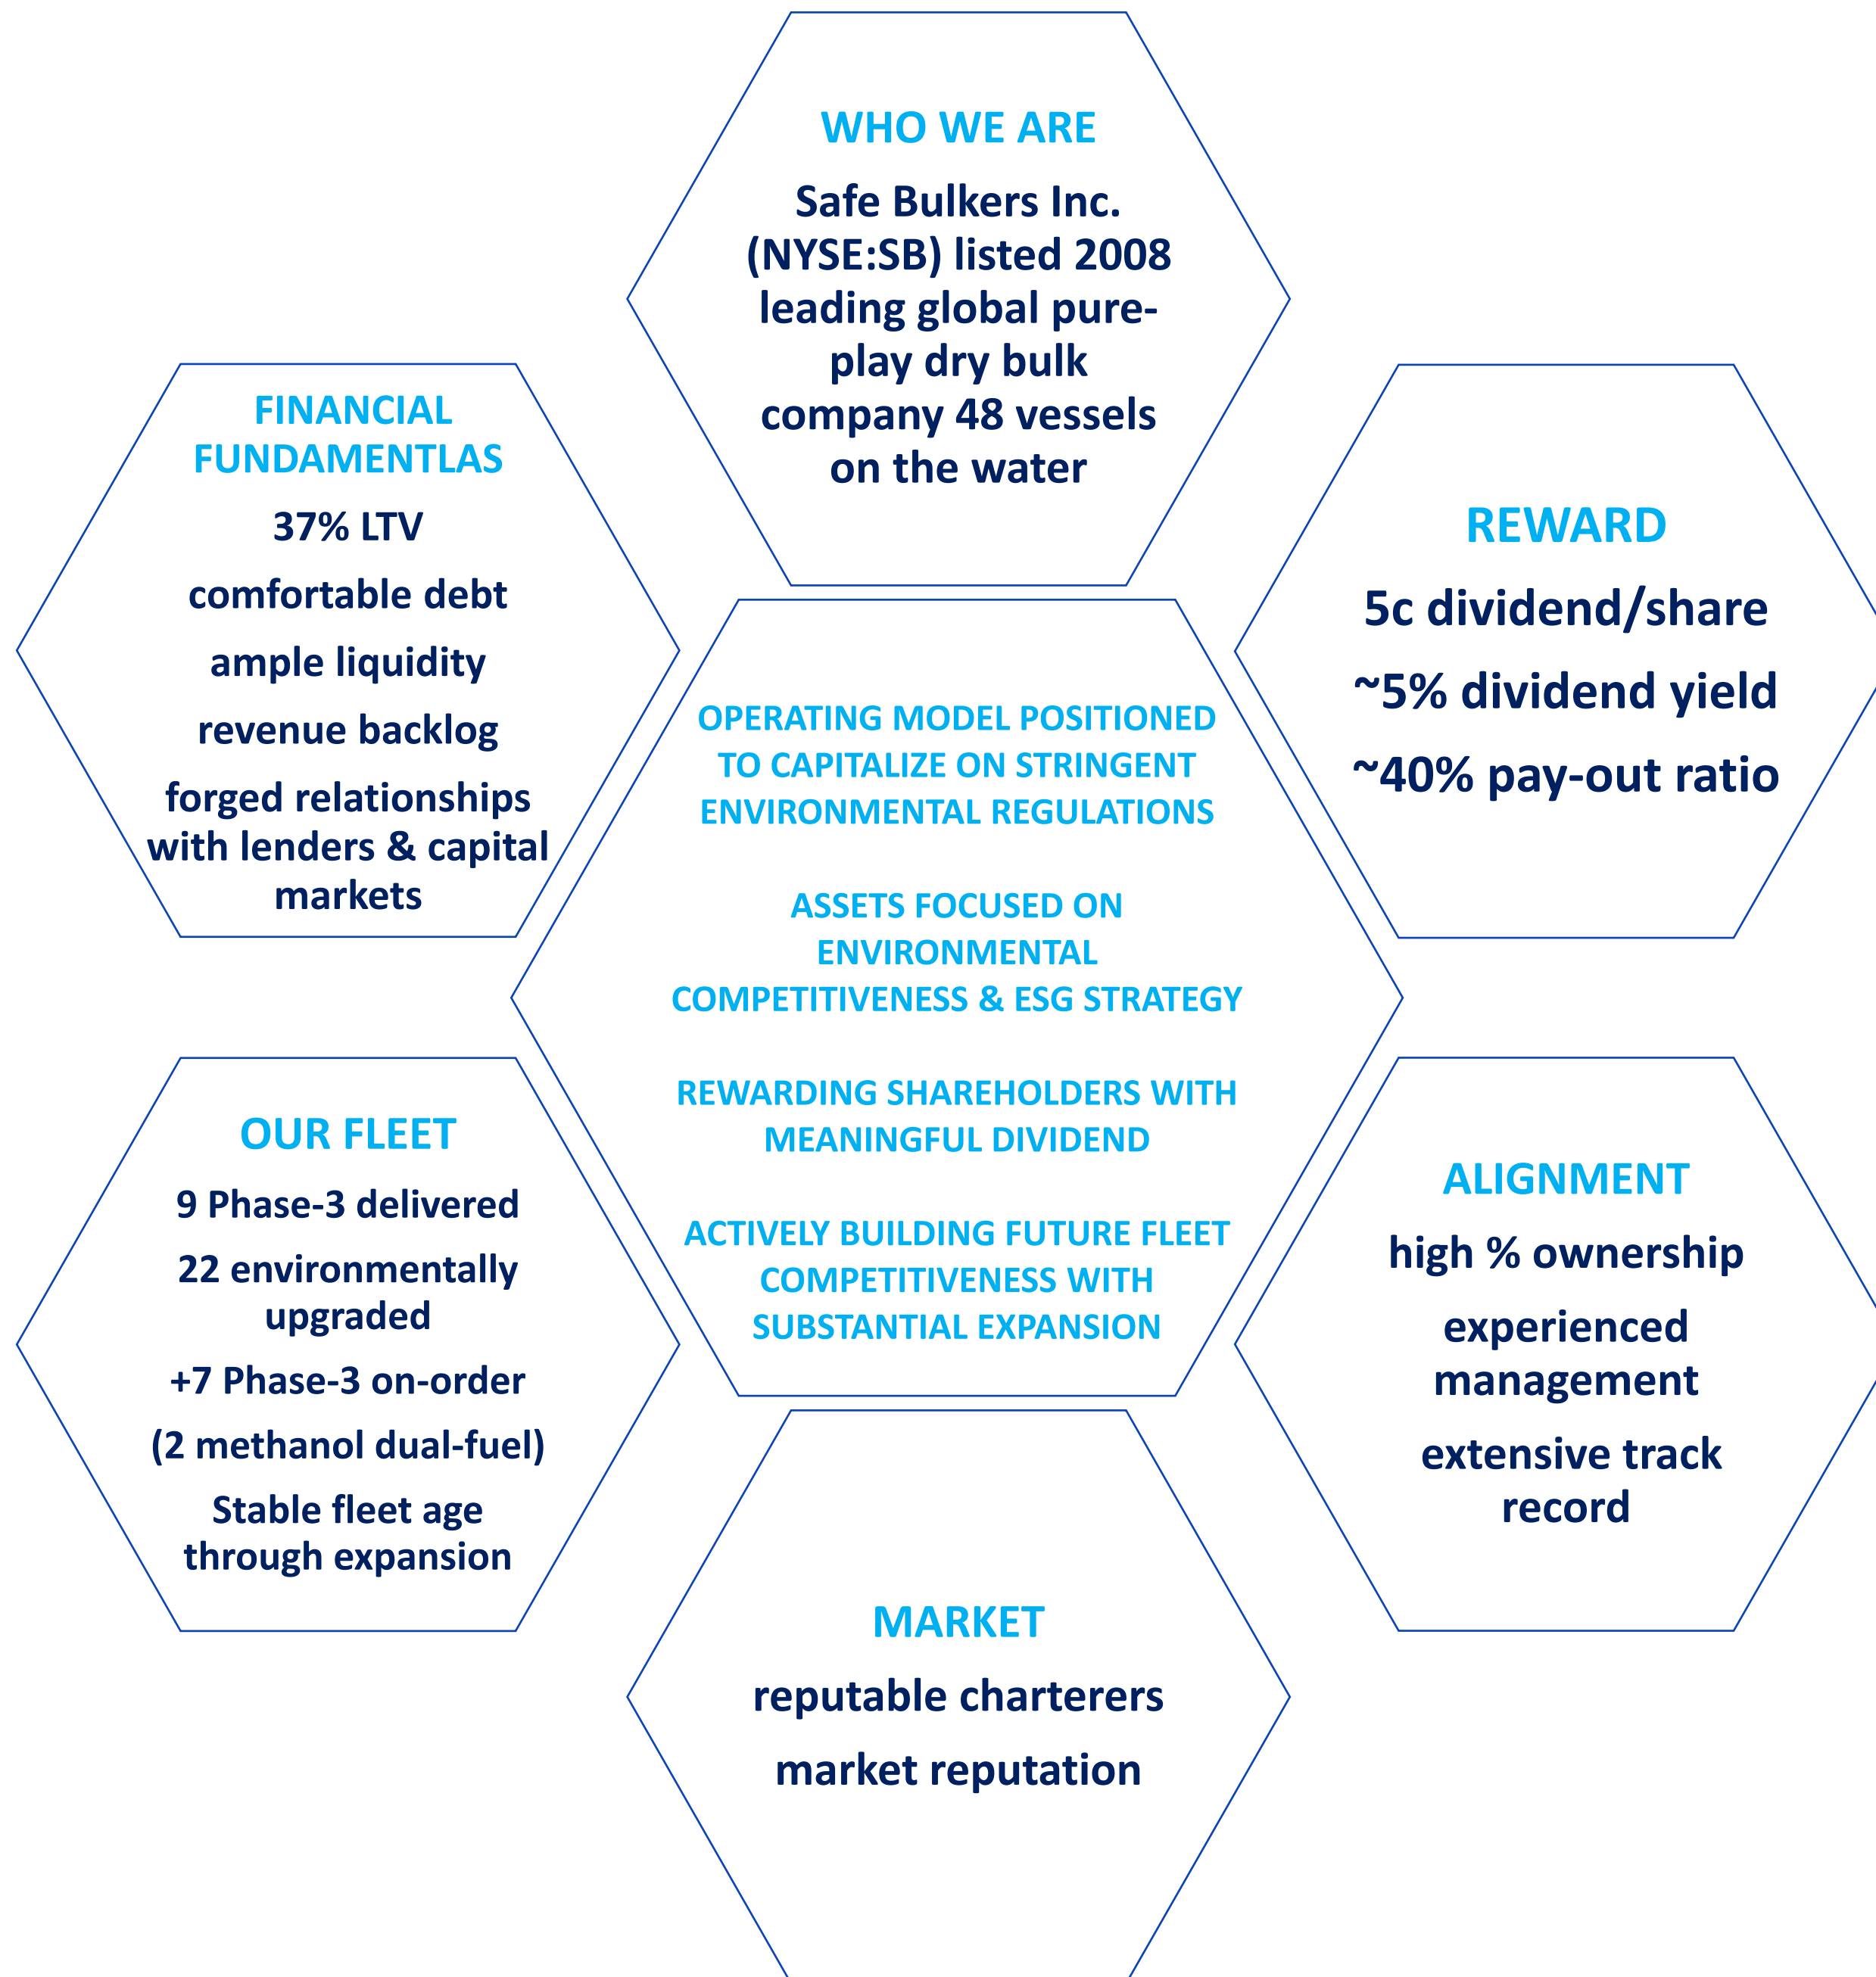 WHO WE ARE
Safe Bulkers Inc.
(NYSE:SB) listed 2008
leading global pure-
play dry bulk
company 48 vessels
on the water
FINANCIAL
FUNDAMENTLAS
37% LTV
comfortable debt
ample liquidity
revenue backlog
forged relationships
with lenders & capital
markets
REWARD
5c dividend/share
~5% dividend yield
~40% pay-out ratio
OPERATING MODEL POSITIONED
TO CAPITALIZE ON STRINGENT
ENVIRONMENTAL REGULATIONS
ASSETS FOCUSED ON
ENVIRONMENTAL
COMPETITIVENESS & ESG STRATEGY
REWARDING SHAREHOLDERS WITH
MEANINGFUL DIVIDEND
ACTIVELY BUILDING FUTURE FLEET
COMPETITIVENESS WITH
SUBSTANTIAL EXPANSION
OUR FLEET
9 Phase-3 delivered
22 environmentally
upgraded
+7 Phase-3 on-order
(2 methanol dual-fuel)
Stable fleet age
through expansion
ALIGNMENT
high % ownership
experienced
management
extensive track
record
MARKET
reputable charterers
market reputation